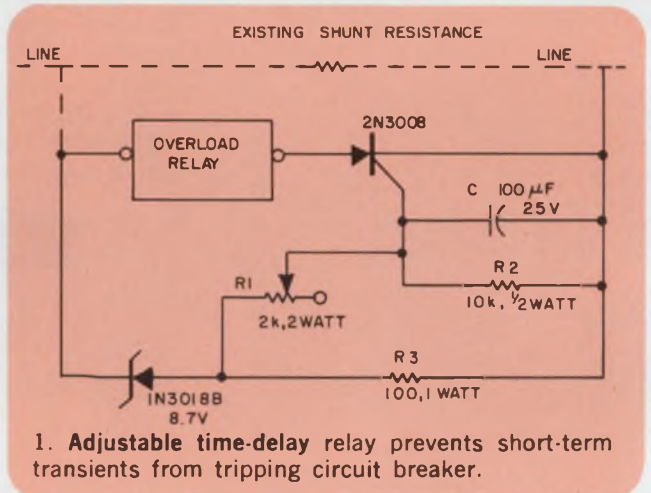 EXISTING SHUNT RESISTANCE
LINE LINE
2N3008
OVERLOAD
RELAY
C 100 µF
25V
R1
R2
2k, 2WATT
10k, ½WATT
R3
1N3018B
100, 1 WATT
8.7V
1. Adjustable time-delay relay prevents short-term
transients from tripping circuit breaker.